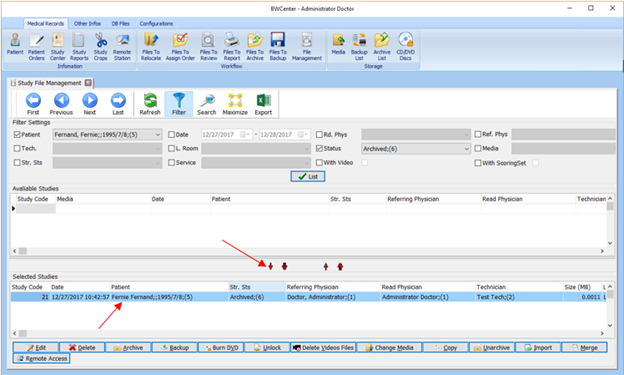 BWCenter - Administrator Doctor
Medical Records Other Infos DB Files Configurations
Patient Patient Orders Study Center Study Reports Study Crops Remote Station Files To Relocate Files To Assign Order Files To Review Files To Report Files To Archive Files To Backup File Management Media Backup List Archive List CD/DVD Discs
Infomation Workflow Storage
Study File Management
First Previous Next Last Refresh Filter Search Maximize Export
Filter Settings
Patient Fernand, Fernie;;1995/7/8;(5) Date 12/27/2017 - 12/28/2017 Rd. Phys Ref. Phys
Tech. L. Room Status Archived;(6) Media
Str. Sts Service With Video With ScoringSet
List
Avaliable Studies
Study Code Media Date Patient Str. Sts Referring Physician Read Physician Technician
Selected Studies
Study Code Date Patient Str. Sts Referring Physician Read Physician Technician Size (MB) L
21 12/27/2017 10:42:57 Fernie Fernand;;1995/7/8;(5) Archived;(6) Doctor, Administrator;(1) Administrator Doctor;(1) Test Tech;(2) 0.0011
Edit Delete Archive Backup Burn DVD Unlock Delete Videos Files Change Media Copy Unarchive Import Merge
Remote Access